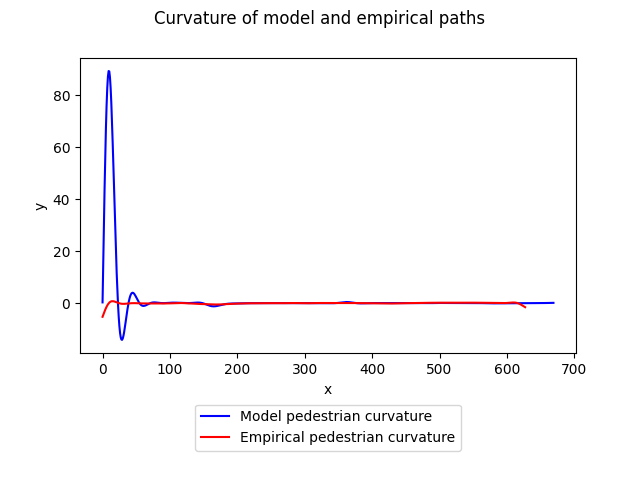 Curvature of model and empirical paths
80
60
40
20
0
y
0 100 200 300 400 500 600 700
x
Model pedestrian curvature
Empirical pedestrian curvature